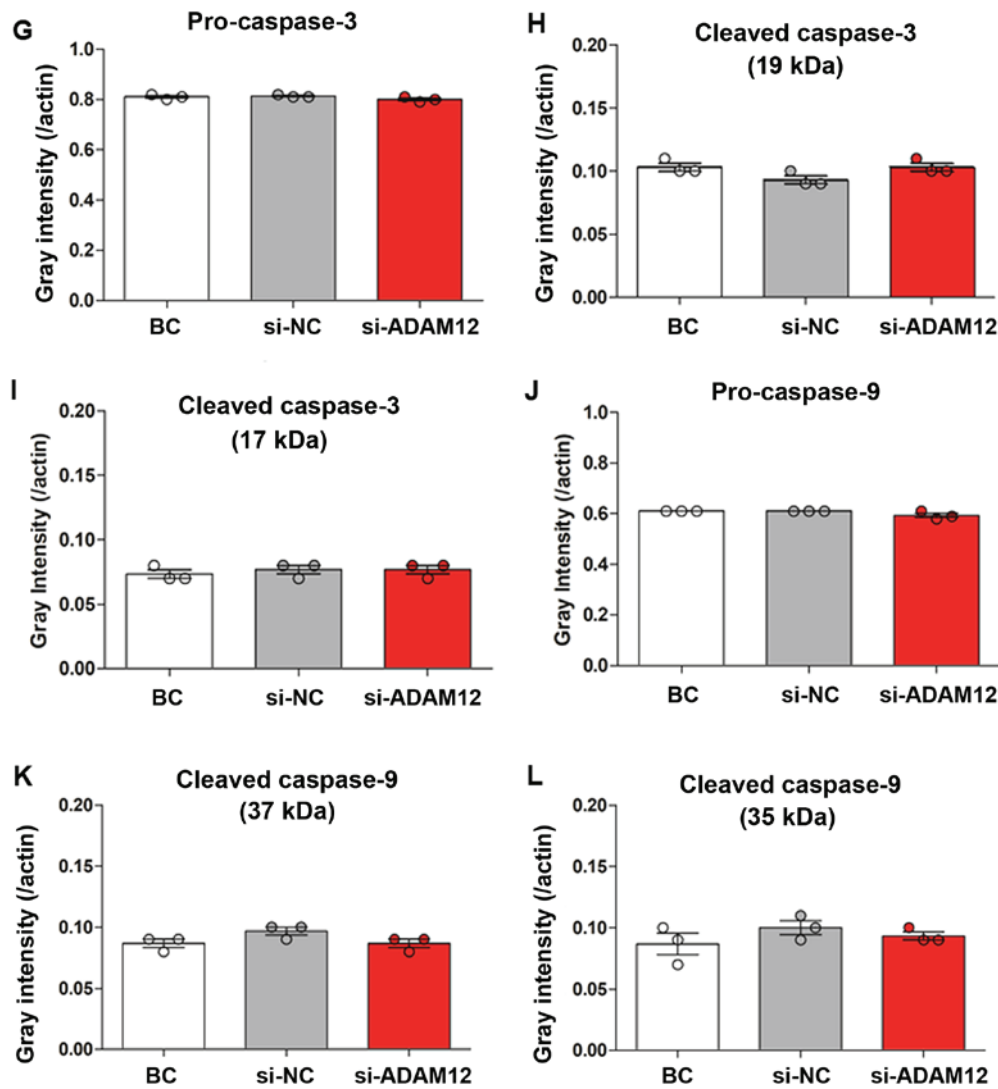 G
Pro-caspase-3
Gray intensity (/actin)
1.0
0.8
0.6
0.4
0.2
0.0
BC
si-NC
si-ADAM12
H
Cleaved caspase-3
(19 kDa)
Gray intensity (/actin)
0.20
0.15
0.10
0.05
0.00
BC
si-NC
si-ADAM12
I
Cleaved caspase-3
(17 kDa)
Gray Intensity (/actin)
0.20
0.15
0.10
0.05
0.00
BC
si-NC
si-ADAM12
J
Pro-caspase-9
Gray intensity (/actin)
1.0
0.8
0.6
0.4
0.2
0.0
BC
si-NC
si-ADAM12
K
Cleaved caspase-9
(37 kDa)
Gray intensity (/actin)
0.20
0.15
0.10
0.05
0.00
BC
si-NC
si-ADAM12
L
Cleaved caspase-9
(35 kDa)
Gray intensity (/actin)
0.20
0.15
0.10
0.05
0.00
BC
si-NC
si-ADAM12